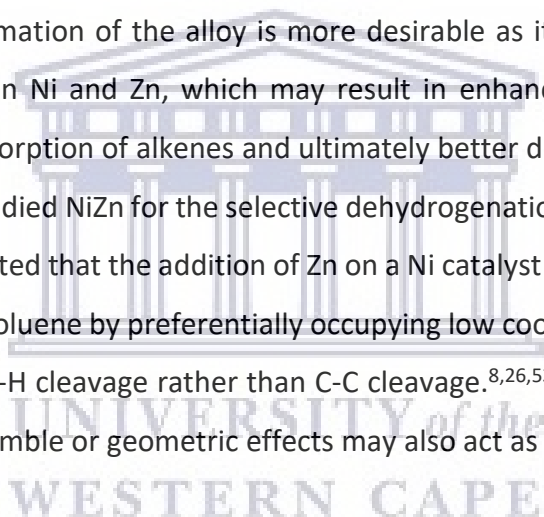 mation of the alloy is more desirable as it
n Ni and Zn, which may result in enhanc
orption of alkenes and ultimately better d
died NiZn for the selective dehydrogenatio
ted that the addition of Zn on a Ni catalyst
oluene by preferentially occupying low coo
-H cleavage rather than C-C cleavage.8,26,5
UNIVERSITY of the
mble or geometric effects may also act as
WESTERN CAPE